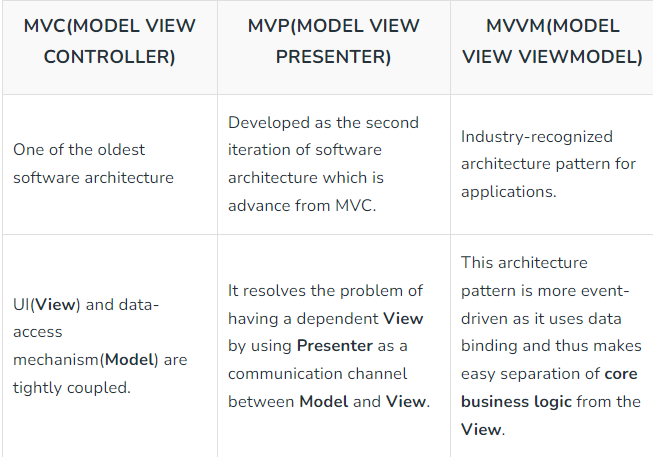 MVC(MODEL VIEW
CONTROLLER)
MVP(MODEL VIEW
PRESENTER)
MVVM(MODEL
VIEW VIEWMODEL)
One of the oldest
software architecture
Developed as the second
iteration of software
architecture which is
advance from MVC.
Industry-recognized
architecture pattern for
applications.
UI(View) and data-
access
mechanism(Model) are
tightly coupled.
It resolves the problem of
having a dependent View
by using Presenter as a
communication channel
between Model and View.
This architecture
pattern is more event-
driven as it uses data
binding and thus makes
easy separation of core
business logic from the
View.